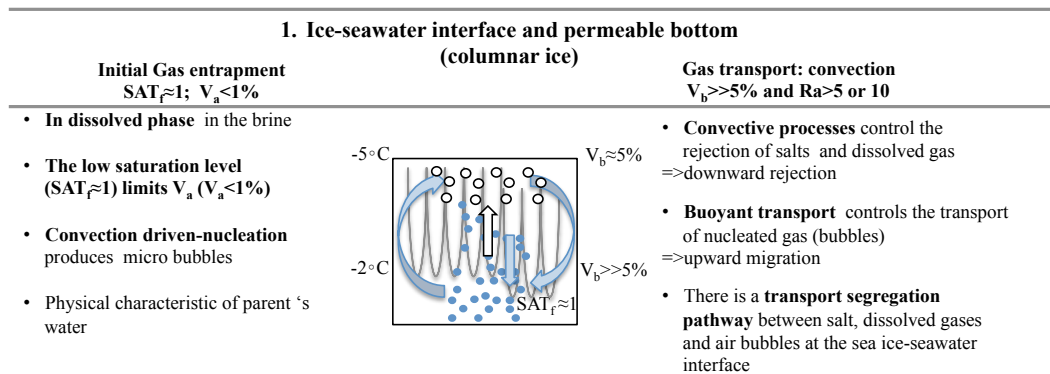 1. Ice-seawater interface and permeable bottom
(columnar ice)
Initial Gas entrapment
SATf≈1; Va<1%
Gas transport: convection
Vb>>5% and Ra>5 or 10
• In dissolved phase in the brine
• The low saturation level
(SATf≈1) limits Va (Va<1%)
• Convection driven-nucleation
produces micro bubbles
• Physical characteristic of parent ‘s
water
-5°C
Vb≈5%
-2°C
Vb>>5%
SATf≈1
• Convective processes control the
rejection of salts and dissolved gas
=>downward rejection
• Buoyant transport controls the transport
of nucleated gas (bubbles)
=>upward migration
• There is a transport segregation
pathway between salt, dissolved gases
and air bubbles at the sea ice-seawater
interface